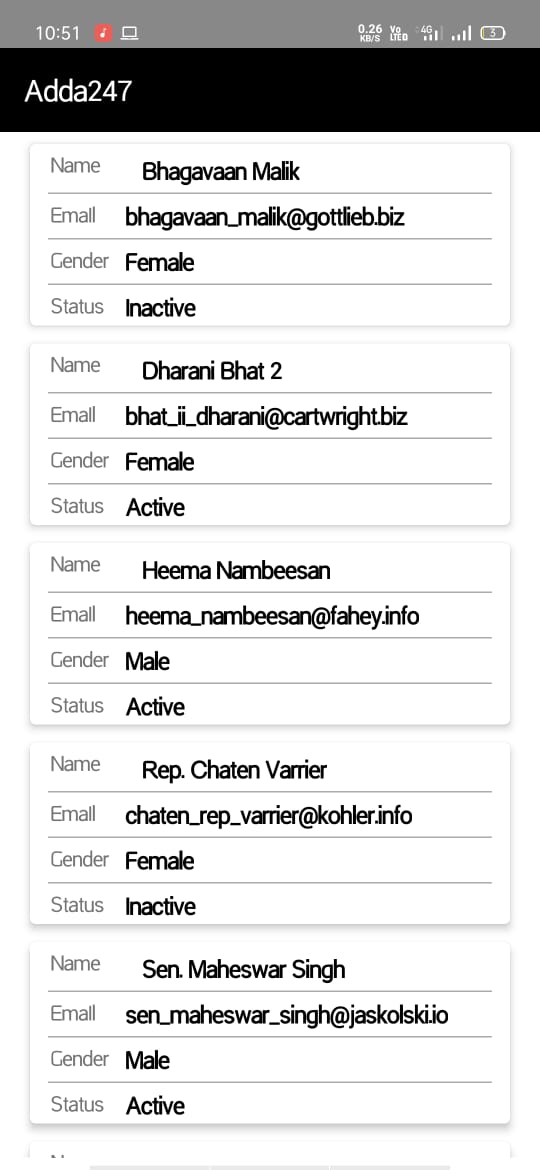 10:51 0.26 KB/S Vo LTED 4G 3
Adda247
Name Bhagavaan Malik
Email bhagavaan_malik@gottlieb.biz
Gender Female
Status Inactive
Name Dharani Bhat 2
Email bhat_ii_dharani@cartwright.biz
Gender Female
Status Active
Name Heema Nambeesan
Email heema_nambeesan@fahey.info
Gender Male
Status Active
Name Rep. Chaten Varrier
Email chaten_rep_varrier@kohler.info
Gender Female
Status Inactive
Name Sen. Maheswar Singh
Email sen_maheswar_singh@jaskolski.io
Gender Male
Status Active